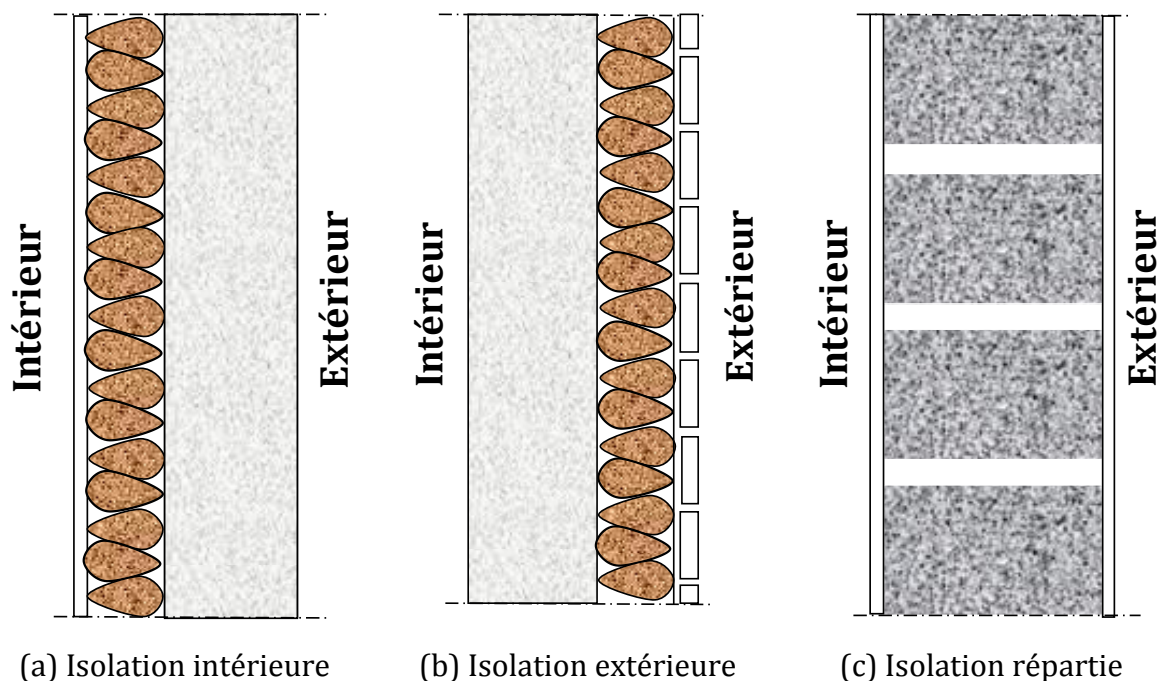 Intérieur
Extérieur
Intérieur
Extérieur
Intérieur
Extérieur
(a) Isolation intérieure
(b) Isolation extérieure
(c) Isolation répartie